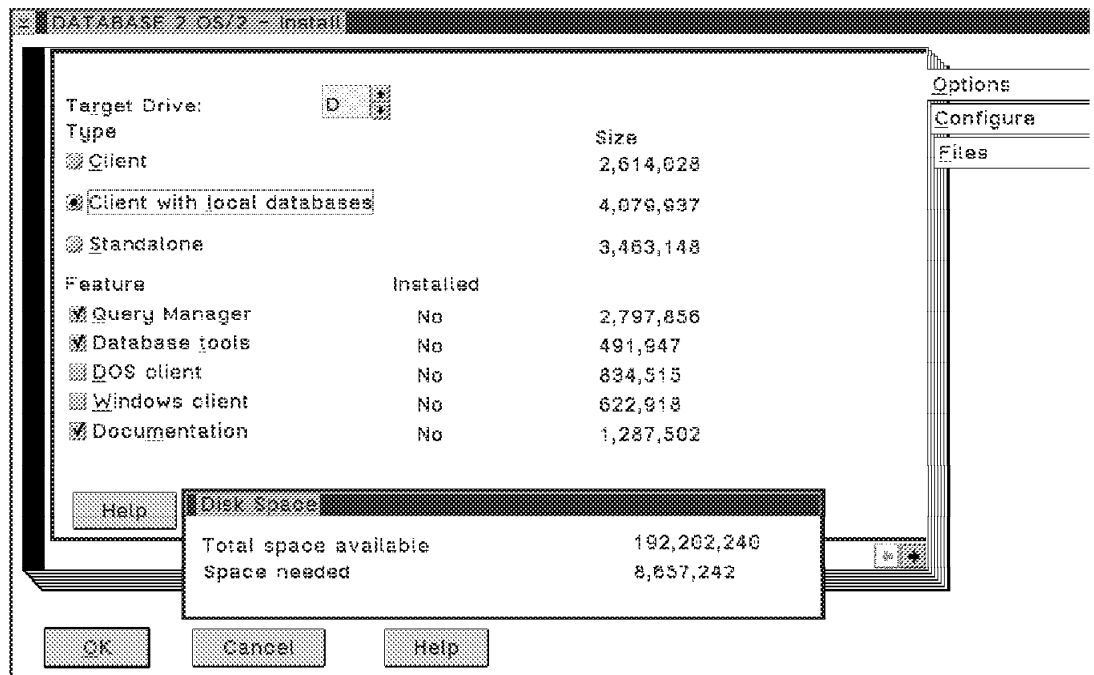 DATABASE 2 OS/2 - Install
Options
Configure
Files
Target Drive: D
Type Size
Client 2,614,028
Client with local databases 4,079,937
Standalone 3,463,148
Feature Installed
Query Manager No 2,797,856
Database tools No 491,947
DOS client No 834,515
Windows client No 622,918
Documentation No 1,287,502
Help
Disk Space
Total space available 192,202,240
Space needed 8,657,242
OK Cancel Help